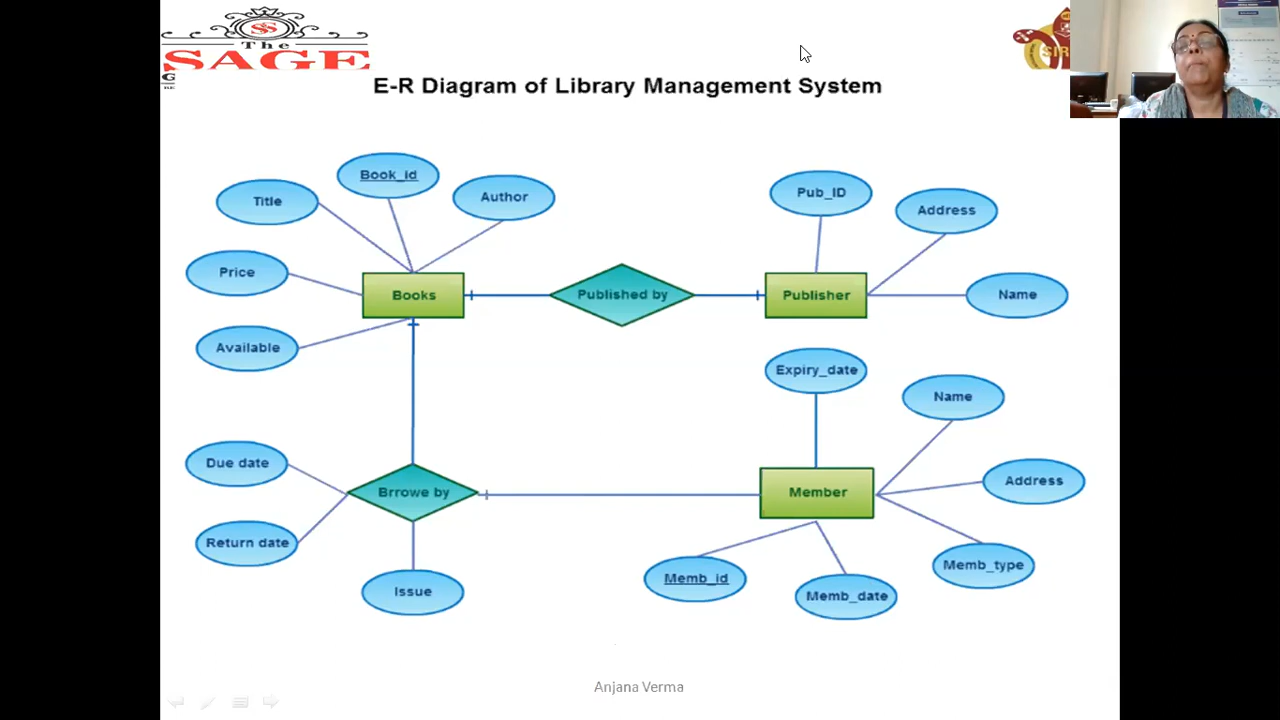 The
SAGE
SIR
E-R Diagram of Library Management System
Book_id
Title
Author
Pub_ID
Address
Price
Books
Published by
Publisher
Name
Available
Expiry_date
Name
Due date
Brrowe by
Member
Address
Return date
Issue
Memb_id
Memb_date
Memb_type
Anjana Verma